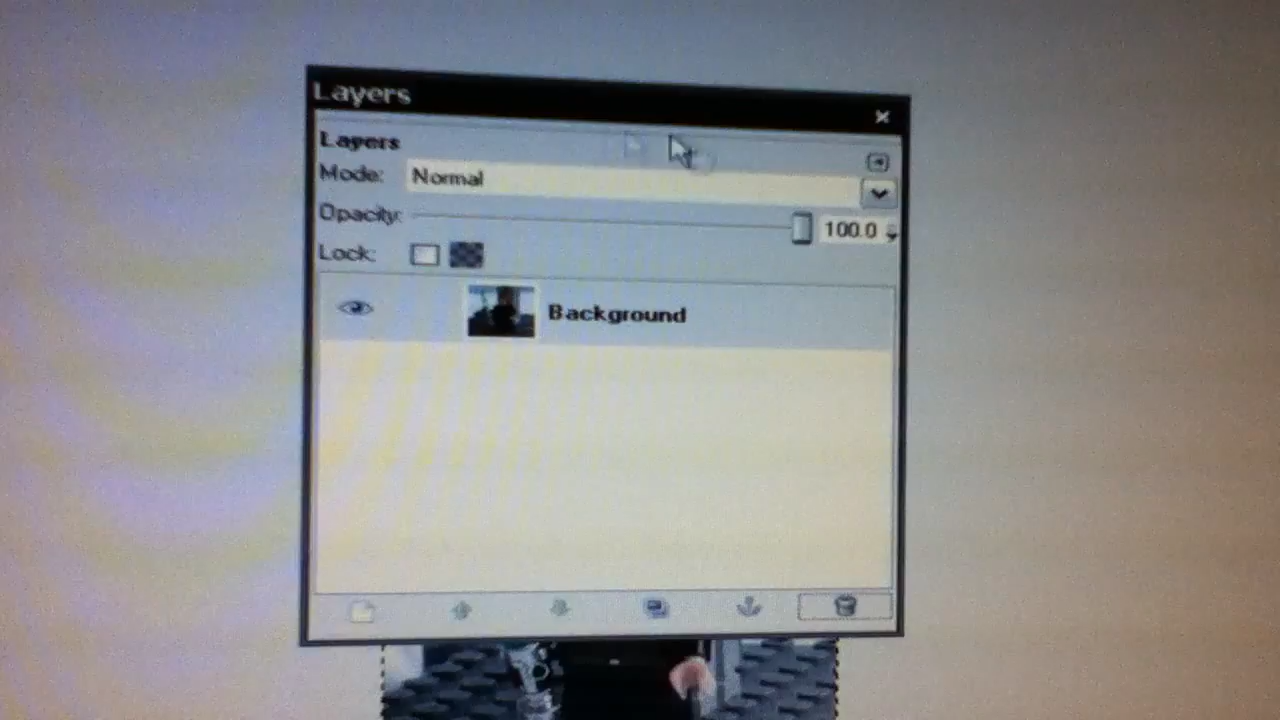 Layers
Layers
Mode: Normal
Opacity: 100.0
Lock:
Background